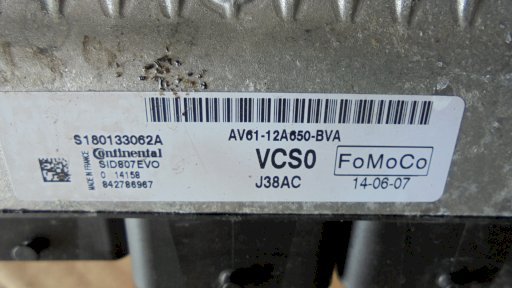 S180133062A
AV61-12A650-BVA
MADE IN FRANCE
Continental
SID807EVO
0 14158
842786967
VCS0
J38AC
FoMoCo
14-06-07